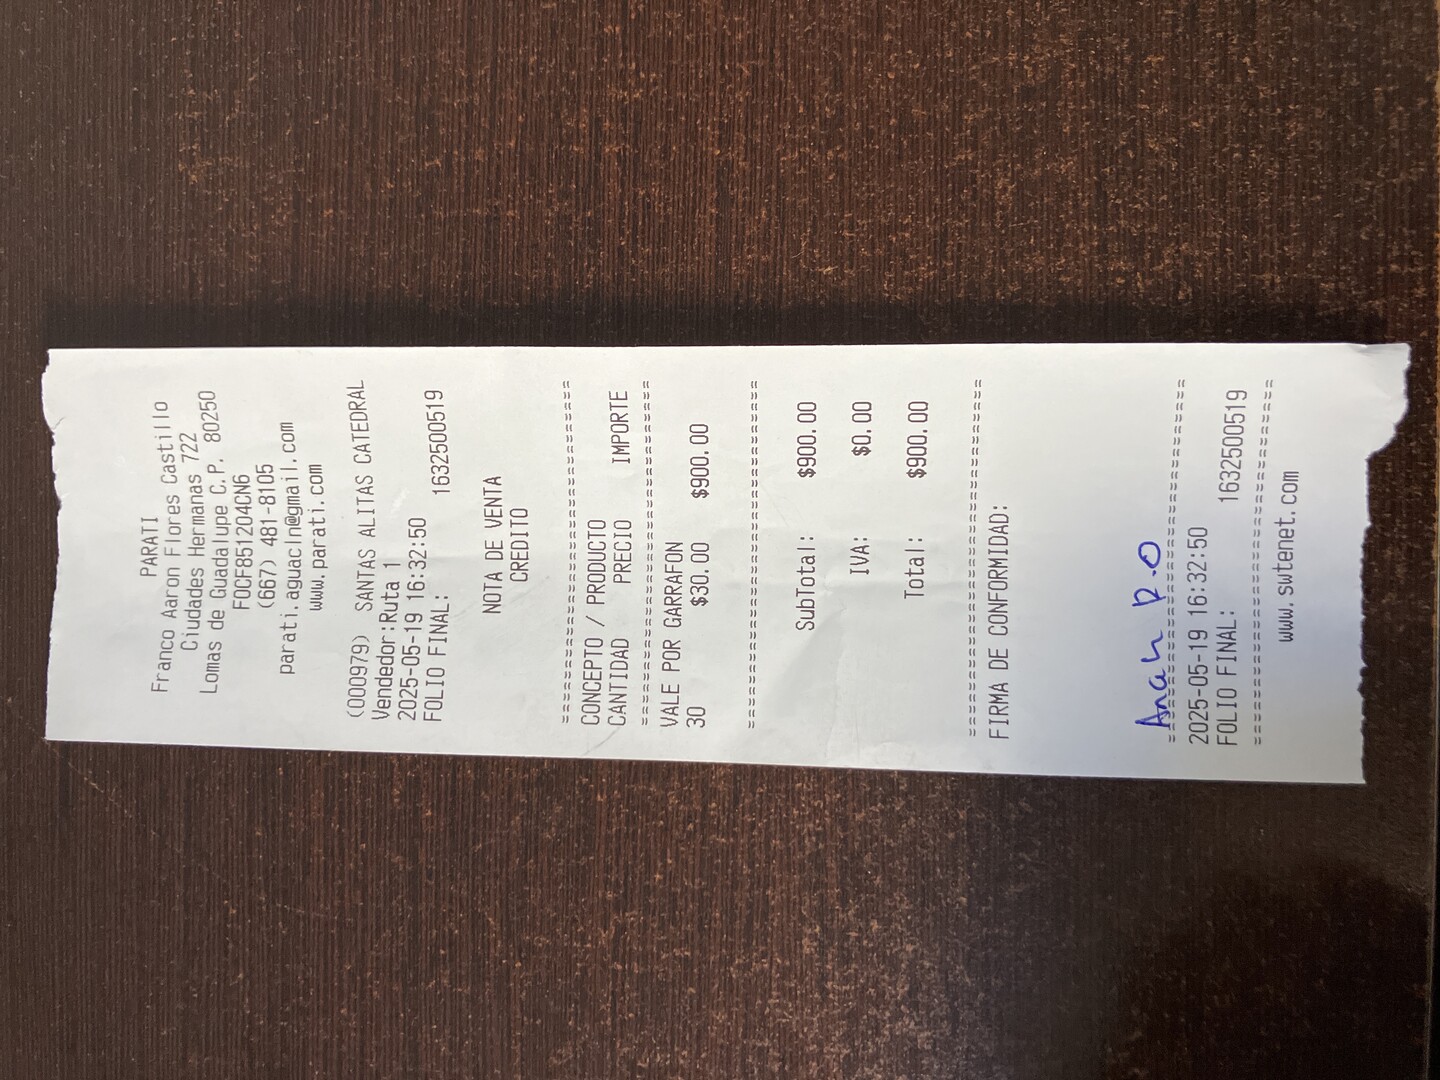 PARATI
Franco Aaron Flores Castillo
Ciudades Hermanas 722
Lomas de Guadalupe C.P. 80250
FOCF851204CN6
(667) 481-8105
parati.aguacln@gmail.com
www.parati.com
(000979) SANTAS ALITAS CATEDRAL
Vendedor:Ruta 1
2025-05-19 16:32:50
FOLIO FINAL: 1632500519
NOTA DE VENTA
CREDITO
================================
CONCEPTO / PRODUCTO
CANTIDAD PRECIO IMPORTE
================================
VALE POR GARRAFON
30 $30.00 $900.00
================================
SubTotal: $900.00
IVA: $0.00
Total: $900.00
================================
FIRMA DE CONFORMIDAD:
================================
2025-05-19 16:32:50
FOLIO FINAL: 1632500519
================================
www.swtenet.com